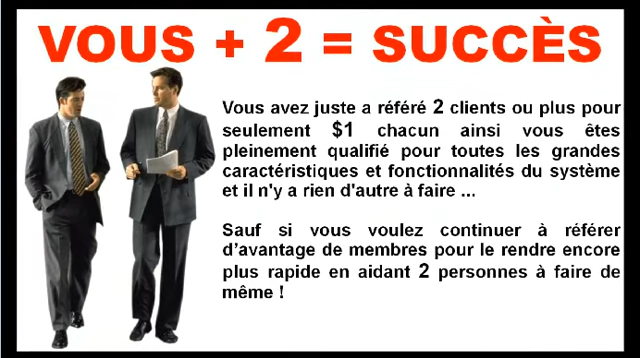 VOUS + 2 = SUCCÈS
Vous avez juste a référé 2 clients ou plus pour
seulement $1 chacun ainsi vous êtes
pleinement qualifié pour toutes les grandes
caractéristiques et fonctionnalités du système
et il n'y a rien d'autre à faire ...
Sauf si vous voulez continuer à référer
d’avantage de membres pour le rendre encore
plus rapide en aidant 2 personnes à faire de
même !